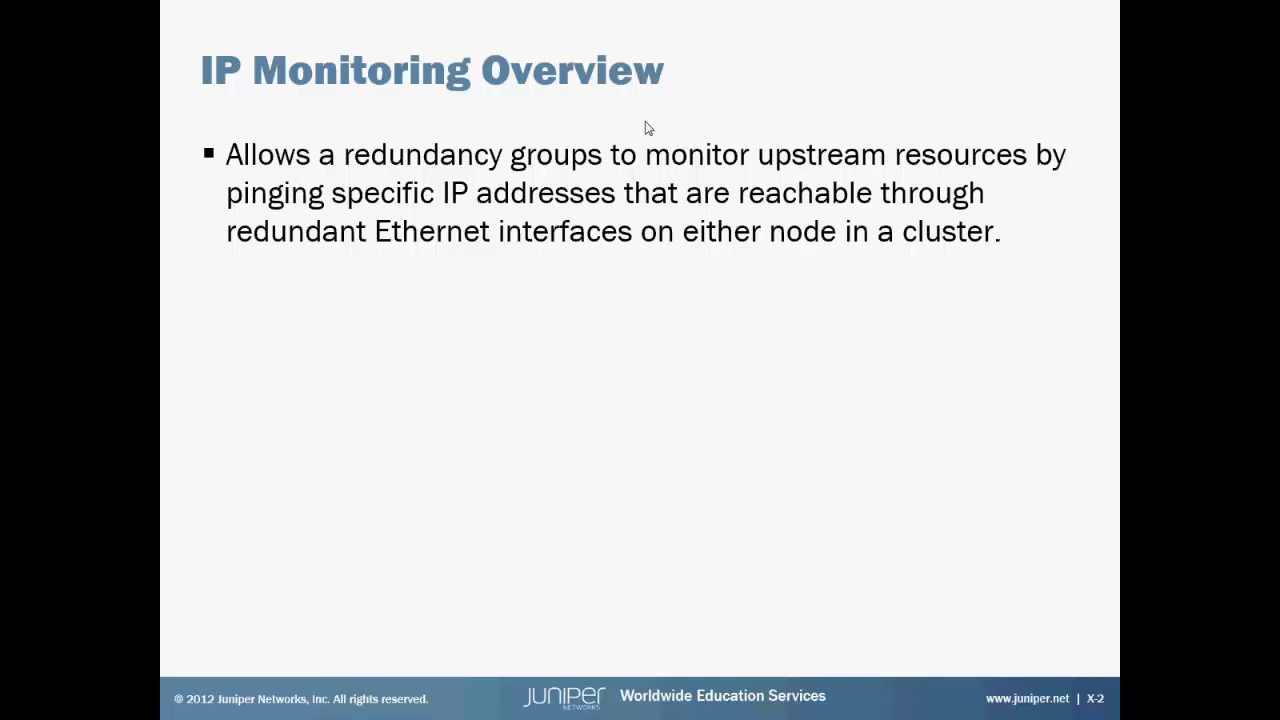 IP Monitoring Overview
▪ Allows a redundancy groups to monitor upstream resources by
pinging specific IP addresses that are reachable through
redundant Ethernet interfaces on either node in a cluster.
© 2012 Juniper Networks, Inc. All rights reserved.
JUNIPER
NETWORKS
Worldwide Education Services
www.juniper.net | X-2